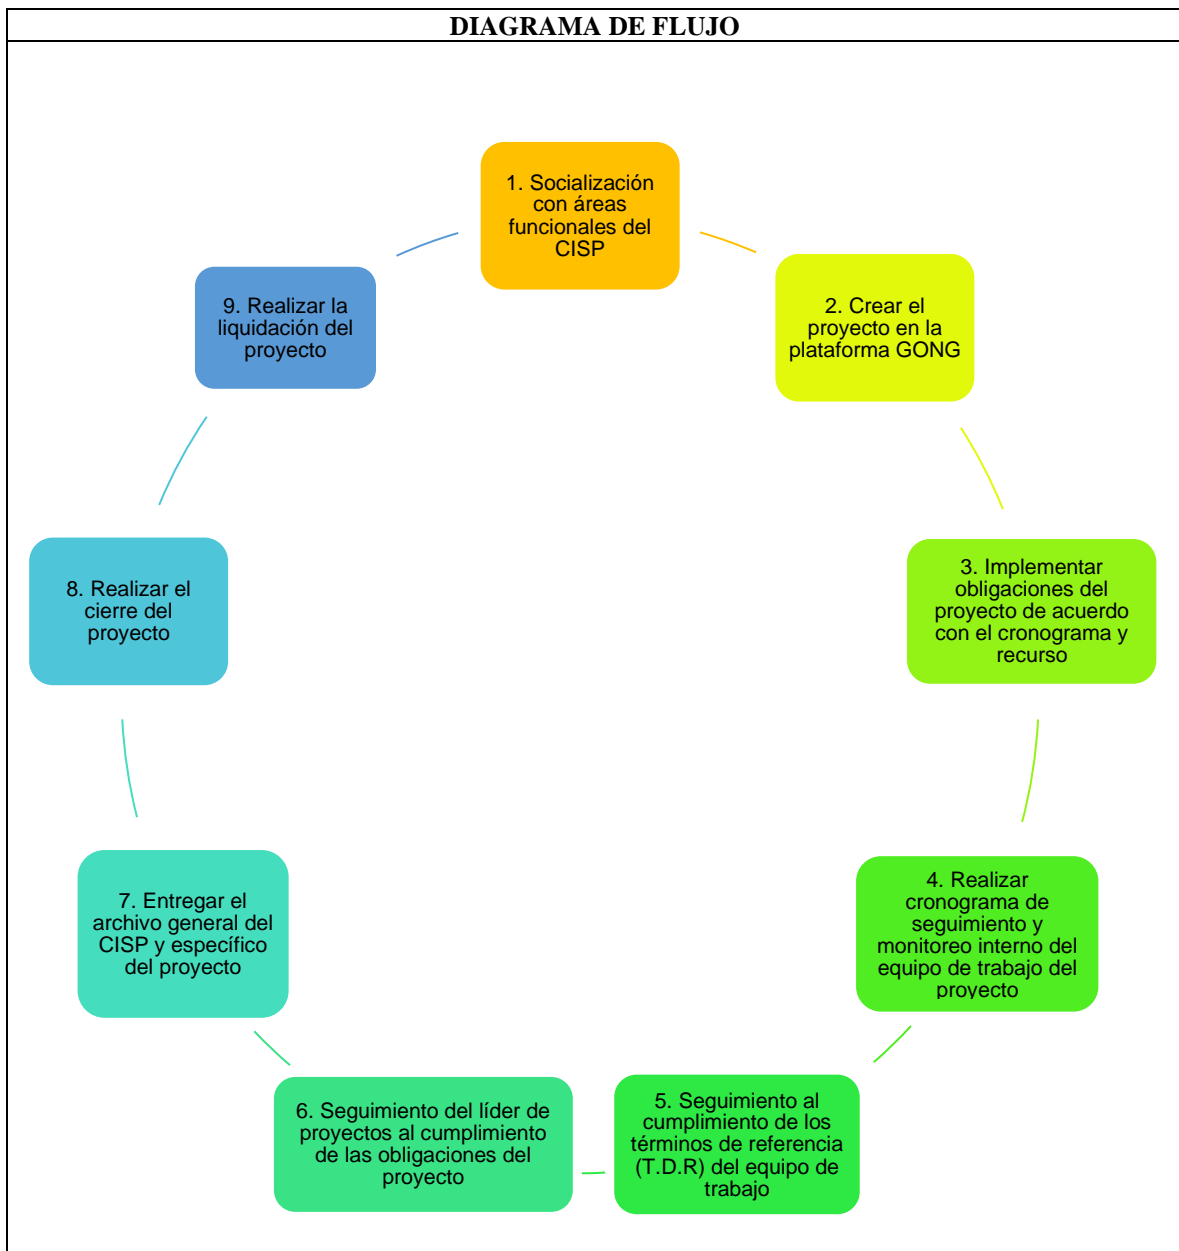 DIAGRAMA DE FLUJO
1. Socialización
con áreas
funcionales del
CISP
2. Crear el
proyecto en la
plataforma GONG
3. Implementar
obligaciones del
proyecto de acuerdo
con el cronograma y
recurso
4. Realizar
cronograma de
seguimiento y
monitoreo interno del
equipo de trabajo del
proyecto
5. Seguimiento al
cumplimiento de los
términos de referencia
(T.D.R) del equipo de
trabajo
6. Seguimiento del líder de
proyectos al cumplimiento
de las obligaciones del
proyecto
7. Entregar el
archivo general del
CISP y específico
del proyecto
8. Realizar el
cierre del
proyecto
9. Realizar la
liquidación del
proyecto